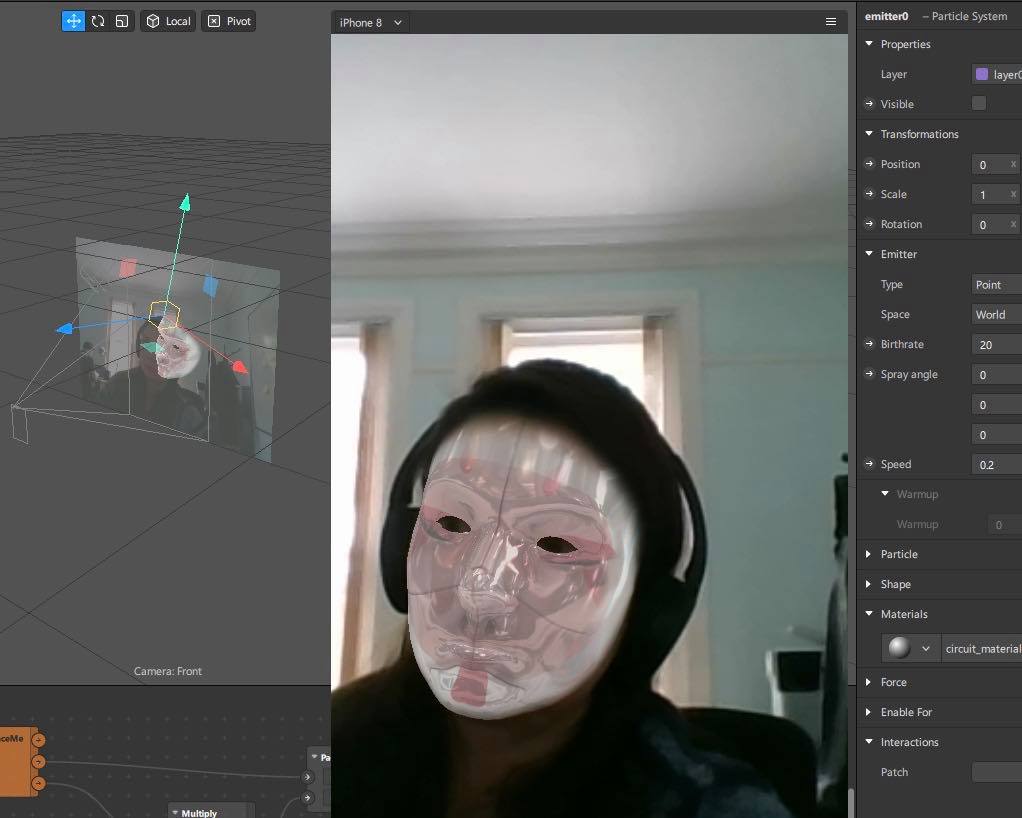 Local
Pivot
iPhone 8
Camera: Front
ceMe
Pa
Multiply
emitter0 – Particle System
Properties
Layer layer0
Visible
Transformations
Position 0 x
Scale 1 x
Rotation 0 x
Emitter
Type Point
Space World
Birthrate 20
Spray angle 0
0
0
Speed 0.2
Warmup
Warmup 0
Particle
Shape
Materials
circuit_material
Force
Enable For
Interactions
Patch